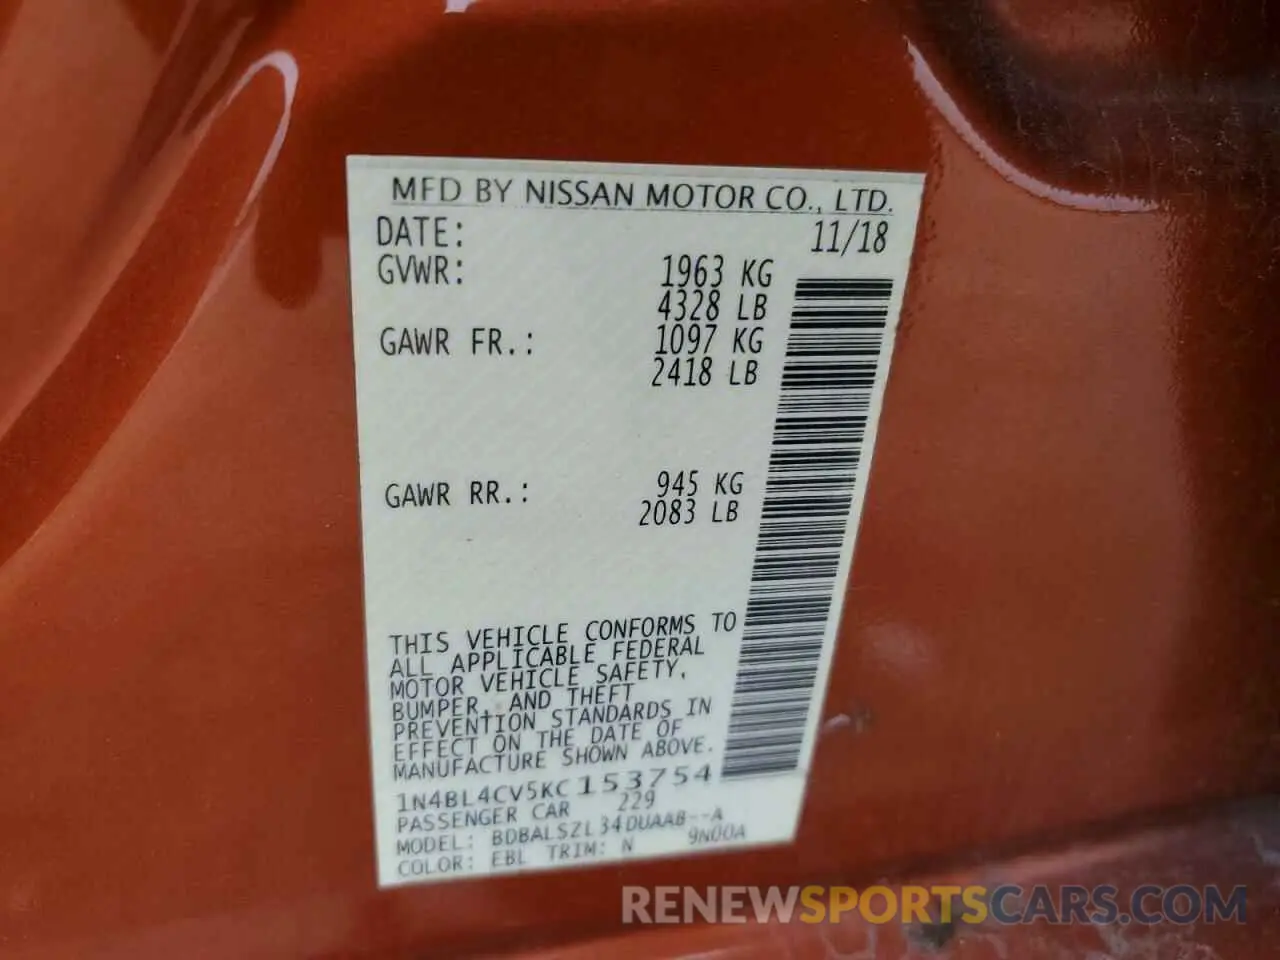 MFD BY NISSAN MOTOR CO., LTD.
DATE: 11/18
GVWR: 1963 KG
4328 LB
GAWR FR.: 1097 KG
2418 LB
GAWR RR.: 945 KG
2083 LB
THIS VEHICLE CONFORMS TO
ALL APPLICABLE FEDERAL
MOTOR VEHICLE SAFETY,
BUMPER, AND THEFT
PREVENTION STANDARDS IN
EFFECT ON THE DATE OF
MANUFACTURE SHOWN ABOVE.
1N4BL4CV5KC153754
PASSENGER CAR 229
MODEL: BDBALSZL34DUAAB--A
COLOR: EBL TRIM: N 9N00A
RENEWSPORTSCARS.COM